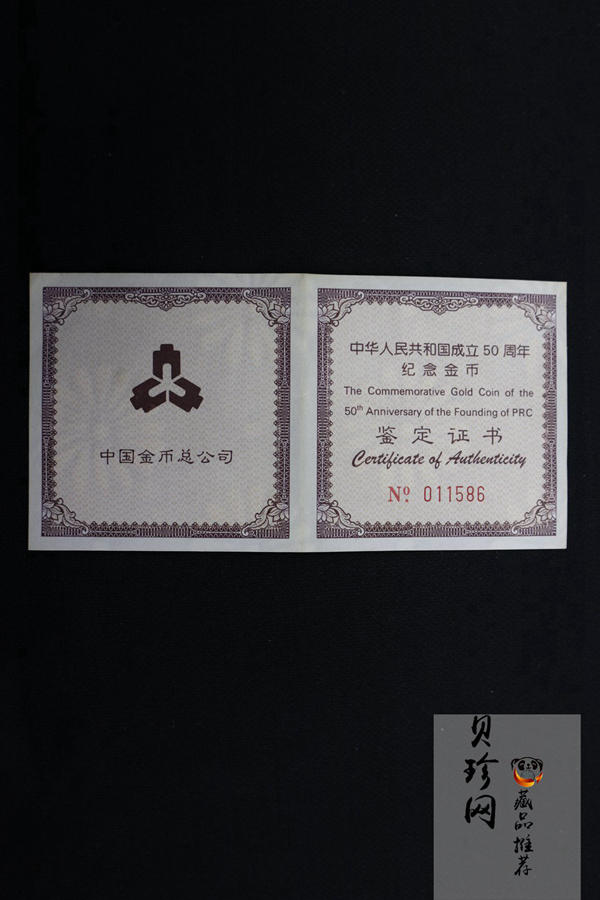 中国金币总公司
中华人民共和国成立50周年
纪念金币
The Commemorative Gold Coin of the
50th Anniversary of the Founding of PRC
鉴定证书
Certificate of Authenticity
Nº 011586
贝珍网
藏品推荐